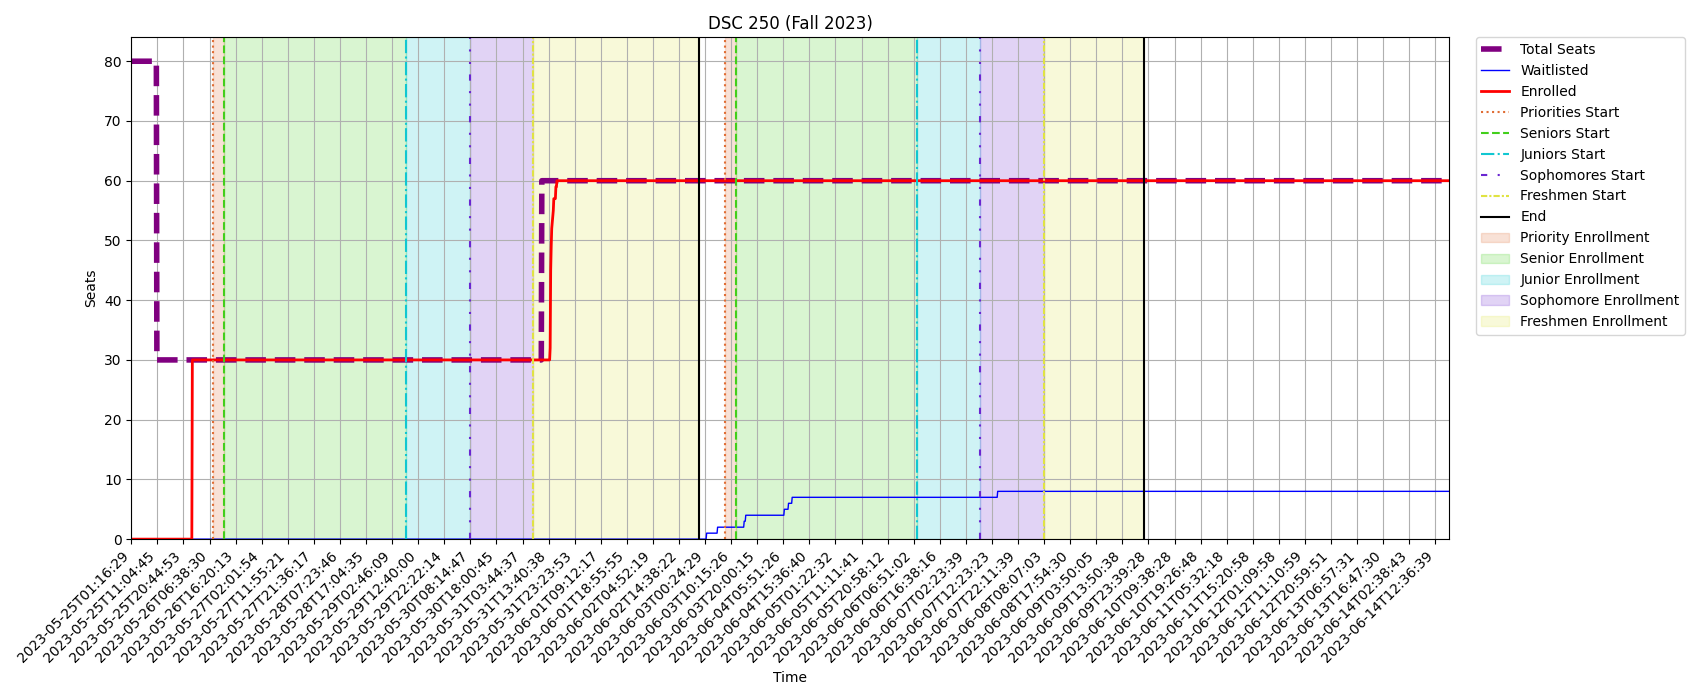 DSC 250 (Fall 2023)
80
70
60
50
40
30
20
10
0
Seats
2023-05-25T01:16:29
2023-05-25T11:04:45
2023-05-25T20:44:53
2023-05-26T06:38:30
2023-05-26T16:20:13
2023-05-27T02:01:54
2023-05-27T11:55:21
2023-05-27T21:36:17
2023-05-28T07:23:46
2023-05-28T17:04:35
2023-05-29T02:46:09
2023-05-29T12:40:00
2023-05-29T22:22:14
2023-05-30T08:14:47
2023-05-30T18:00:45
2023-05-31T03:44:37
2023-05-31T13:40:38
2023-05-31T23:23:53
2023-06-01T09:12:17
2023-06-01T18:55:55
2023-06-02T04:52:19
2023-06-02T14:38:22
2023-06-03T00:24:29
2023-06-03T10:15:26
2023-06-03T20:00:15
2023-06-04T05:51:26
2023-06-04T15:36:40
2023-06-05T01:22:32
2023-06-05T11:11:41
2023-06-05T20:58:12
2023-06-06T06:51:02
2023-06-06T16:38:16
2023-06-07T02:23:39
2023-06-07T12:23:23
2023-06-07T22:11:39
2023-06-08T08:07:03
2023-06-08T17:54:30
2023-06-09T03:50:05
2023-06-09T13:50:38
2023-06-09T23:39:28
2023-06-10T09:38:28
2023-06-10T19:26:48
2023-06-11T05:32:18
2023-06-11T15:20:58
2023-06-12T01:09:58
2023-06-12T11:10:59
2023-06-12T20:59:51
2023-06-13T06:57:31
2023-06-13T16:47:30
2023-06-14T02:38:43
2023-06-14T12:36:39
Time
Total Seats
Waitlisted
Enrolled
Priorities Start
Seniors Start
Juniors Start
Sophomores Start
Freshmen Start
End
Priority Enrollment
Senior Enrollment
Junior Enrollment
Sophomore Enrollment
Freshmen Enrollment